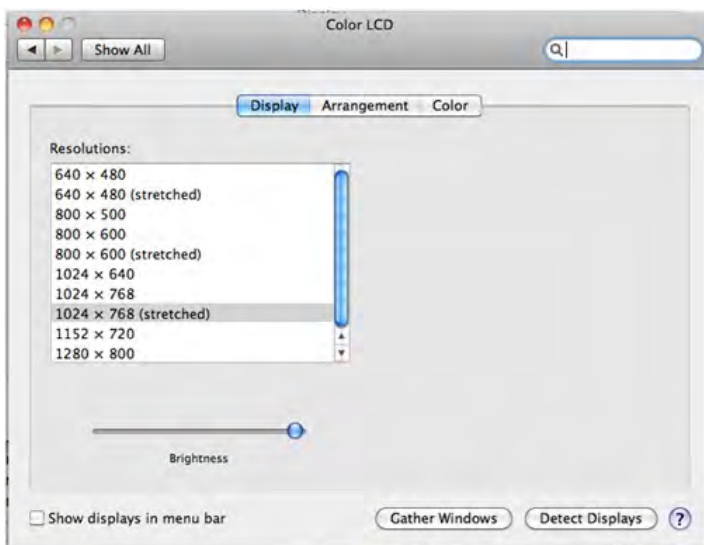 Color LCD
Show All
Display Arrangement Color
Resolutions:
640 × 480
640 × 480 (stretched)
800 × 500
800 × 600
800 × 600 (stretched)
1024 × 640
1024 × 768
1024 × 768 (stretched)
1152 × 720
1280 × 800
Brightness
Show displays in menu bar Gather Windows Detect Displays ?